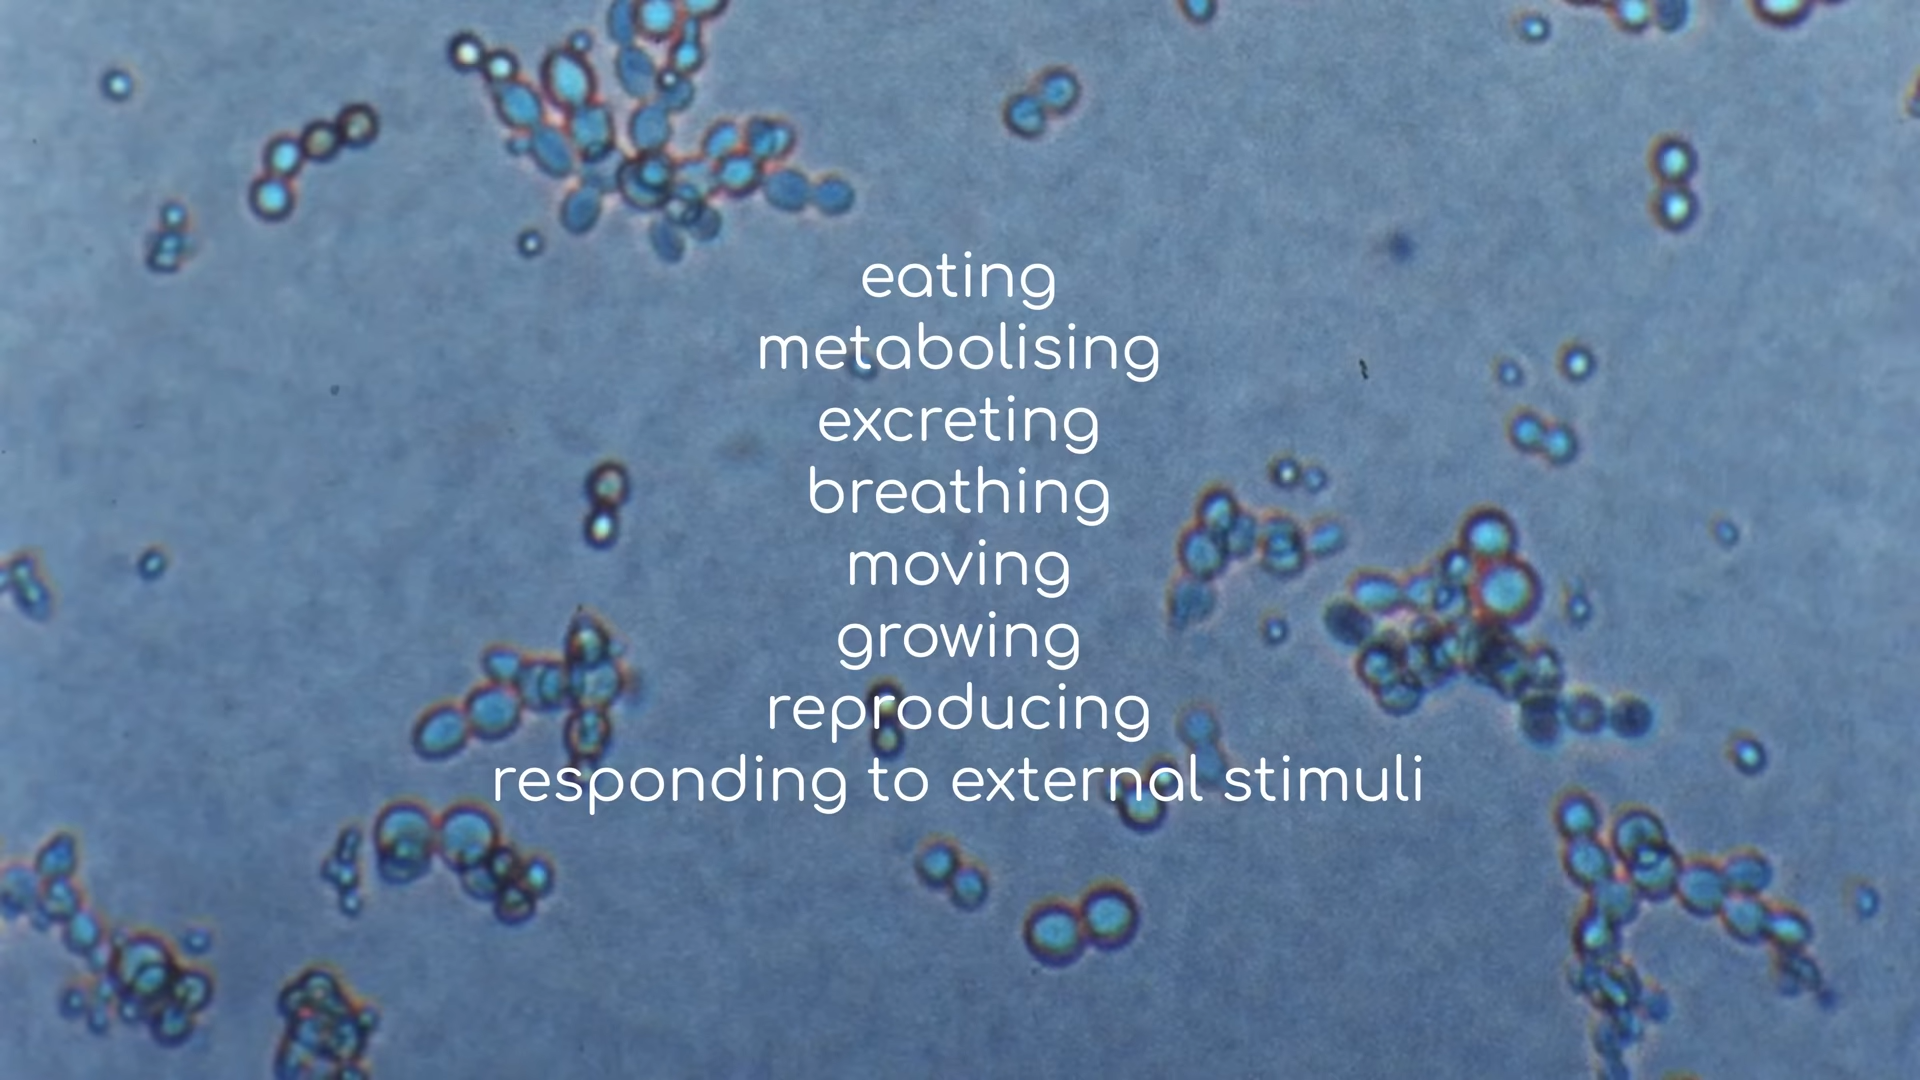 eating
metabolising
excreting
breathing
moving
growing
reproducing
responding to external stimuli